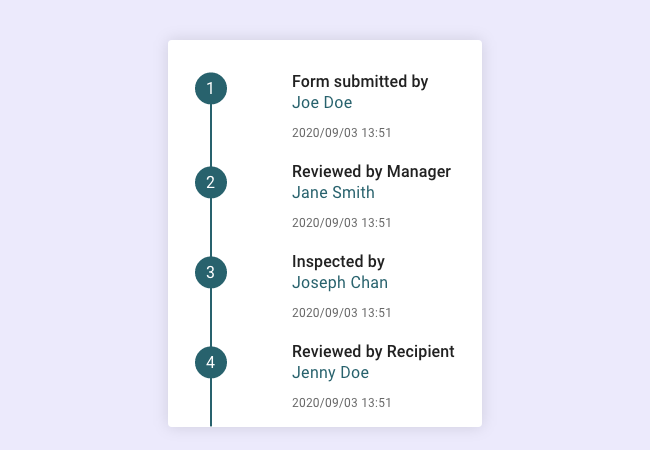 1
Form submitted by
Joe Doe
2020/09/03 13:51
2
Reviewed by Manager
Jane Smith
2020/09/03 13:51
3
Inspected by
Joseph Chan
2020/09/03 13:51
4
Reviewed by Recipient
Jenny Doe
2020/09/03 13:51